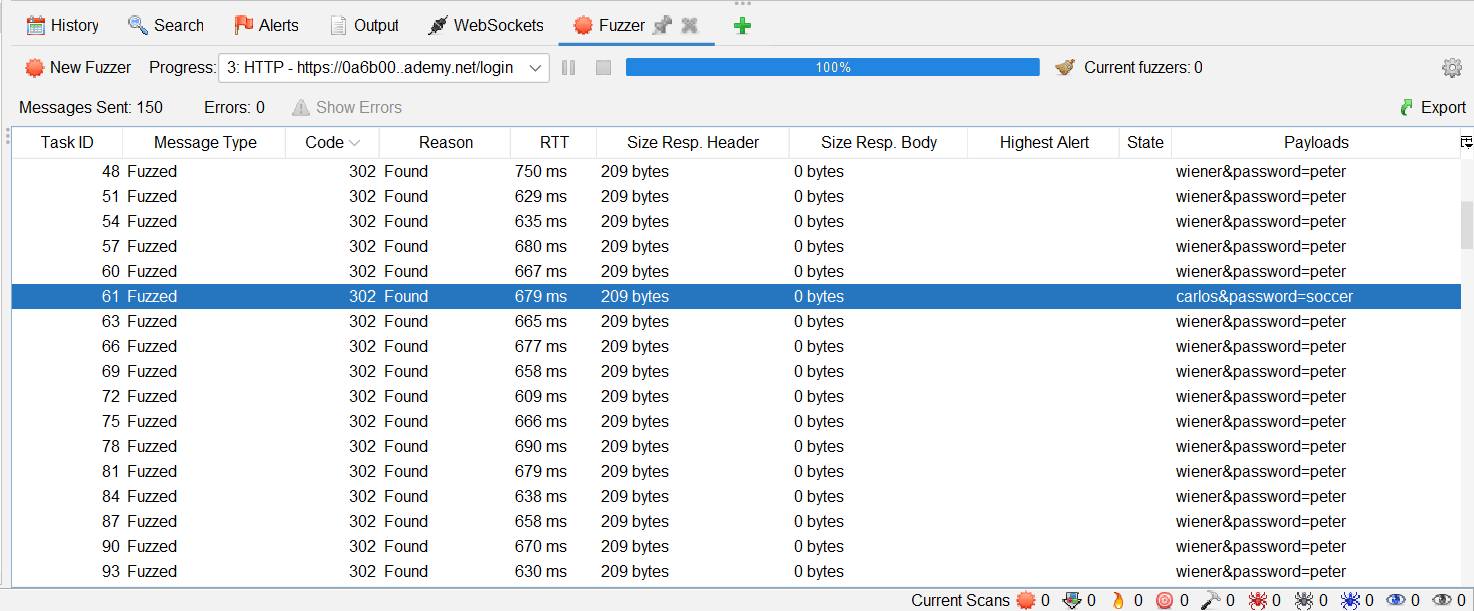 History Search Alerts Output WebSockets Fuzzer
New Fuzzer Progress: 3: HTTP - https://0a6b00..ademy.net/login 100% Current fuzzers: 0
Messages Sent: 150 Errors: 0 Show Errors Export
Task ID Message Type Code Reason RTT Size Resp. Header Size Resp. Body Highest Alert State Payloads
48 Fuzzed 302 Found 750 ms 209 bytes 0 bytes wiener&password=peter
51 Fuzzed 302 Found 629 ms 209 bytes 0 bytes wiener&password=peter
54 Fuzzed 302 Found 635 ms 209 bytes 0 bytes wiener&password=peter
57 Fuzzed 302 Found 680 ms 209 bytes 0 bytes wiener&password=peter
60 Fuzzed 302 Found 667 ms 209 bytes 0 bytes wiener&password=peter
61 Fuzzed 302 Found 679 ms 209 bytes 0 bytes carlos&password=soccer
63 Fuzzed 302 Found 665 ms 209 bytes 0 bytes wiener&password=peter
66 Fuzzed 302 Found 677 ms 209 bytes 0 bytes wiener&password=peter
69 Fuzzed 302 Found 658 ms 209 bytes 0 bytes wiener&password=peter
72 Fuzzed 302 Found 609 ms 209 bytes 0 bytes wiener&password=peter
75 Fuzzed 302 Found 666 ms 209 bytes 0 bytes wiener&password=peter
78 Fuzzed 302 Found 690 ms 209 bytes 0 bytes wiener&password=peter
81 Fuzzed 302 Found 679 ms 209 bytes 0 bytes wiener&password=peter
84 Fuzzed 302 Found 638 ms 209 bytes 0 bytes wiener&password=peter
87 Fuzzed 302 Found 658 ms 209 bytes 0 bytes wiener&password=peter
90 Fuzzed 302 Found 670 ms 209 bytes 0 bytes wiener&password=peter
93 Fuzzed 302 Found 630 ms 209 bytes 0 bytes wiener&password=peter
Current Scans 0 0 0 0 0 0 0 0 0 0